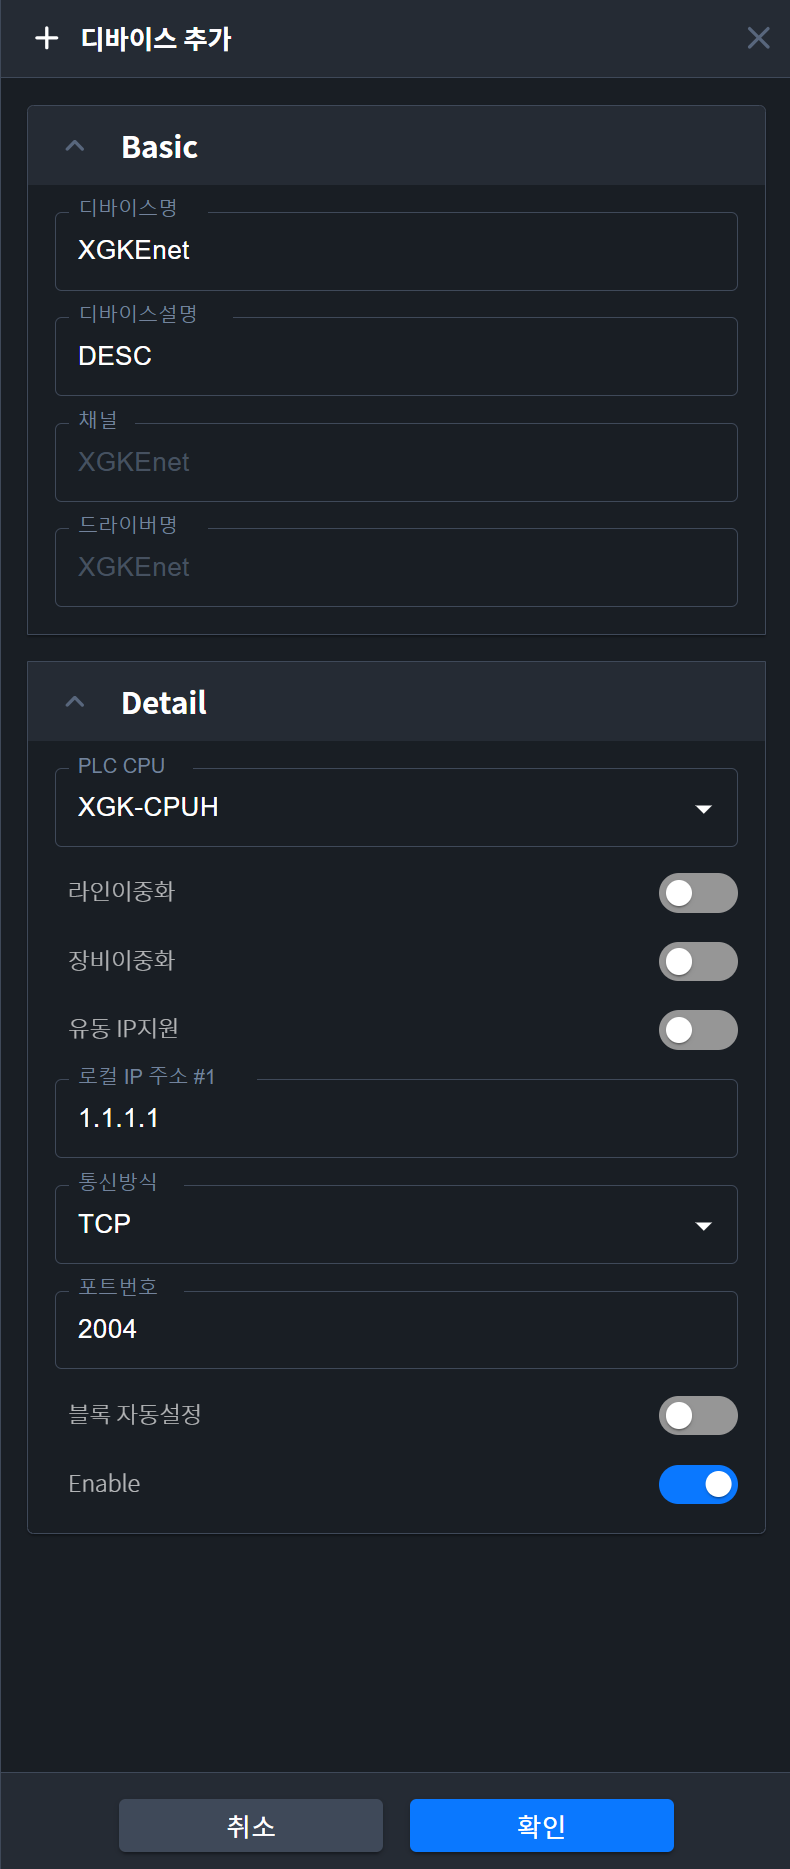 디바이스 추가
Basic
디바이스명
XGKEnet
디바이스설명
DESC
채널
XGKEnet
드라이버명
XGKEnet
Detail
PLC CPU
XGK-CPUH
라인이중화
장비이중화
유동 IP지원
로컬 IP 주소 #1
1.1.1.1
통신방식
TCP
포트번호
2004
블록 자동설정
Enable
취소
확인